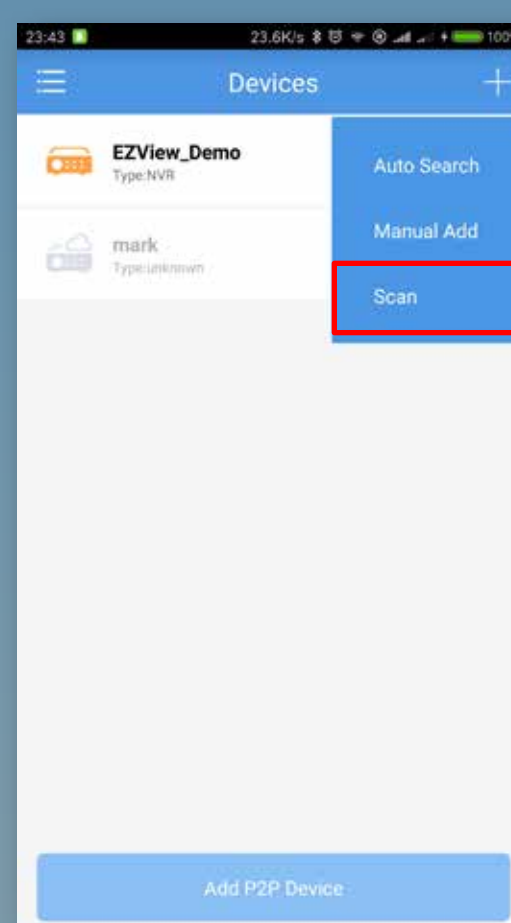 23:43 23.6K/s 100%
Devices
EZView_Demo
Type:NVR
mark
Type:unknown
Auto Search
Manual Add
Scan
Add P2P Device